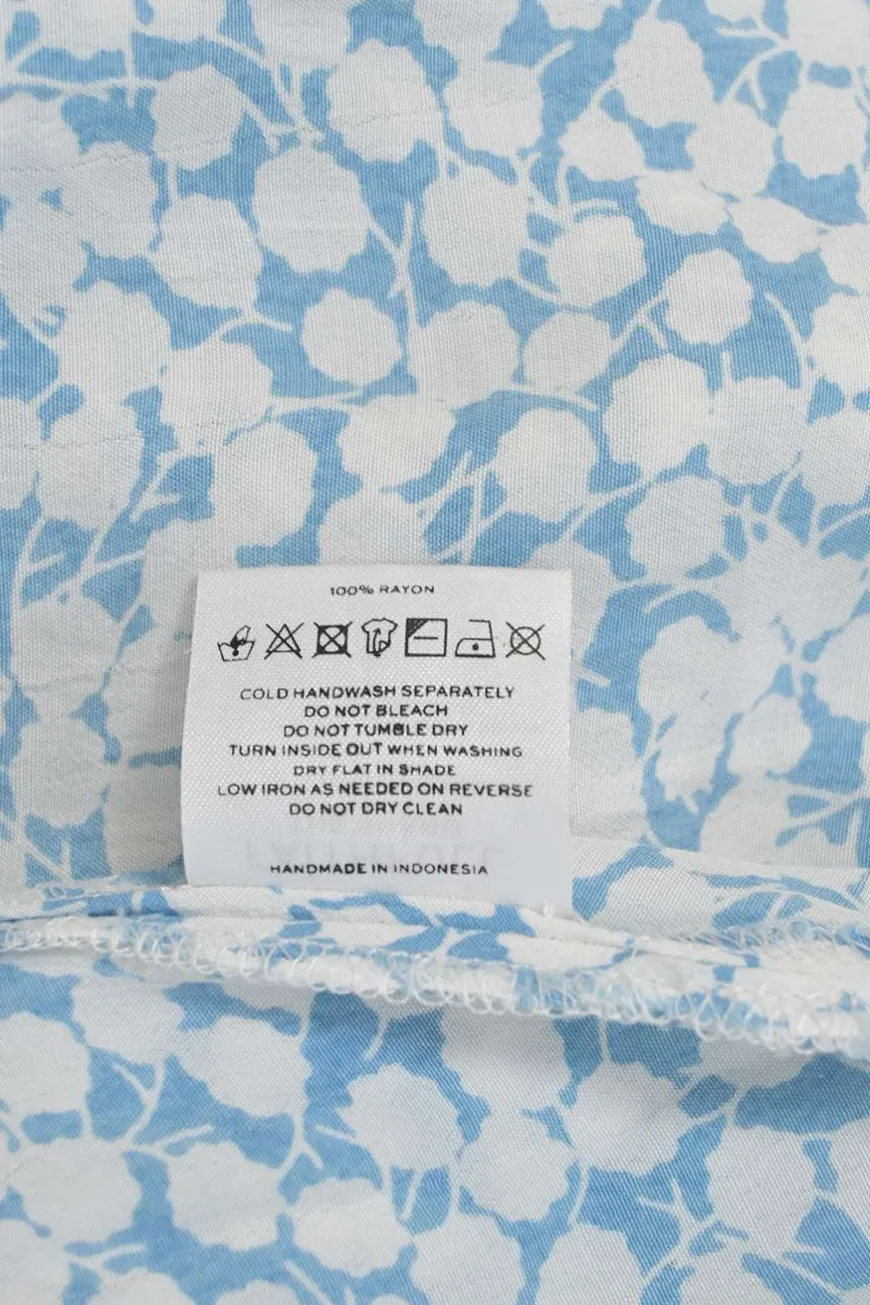 100% RAYON
COLD HANDWASH SEPARATELY
DO NOT BLEACH
DO NOT TUMBLE DRY
TURN INSIDE OUT WHEN WASHING
DRY FLAT IN SHADE
LOW IRON AS NEEDED ON REVERSE
DO NOT DRY CLEAN
HANDMADE IN INDONESIA